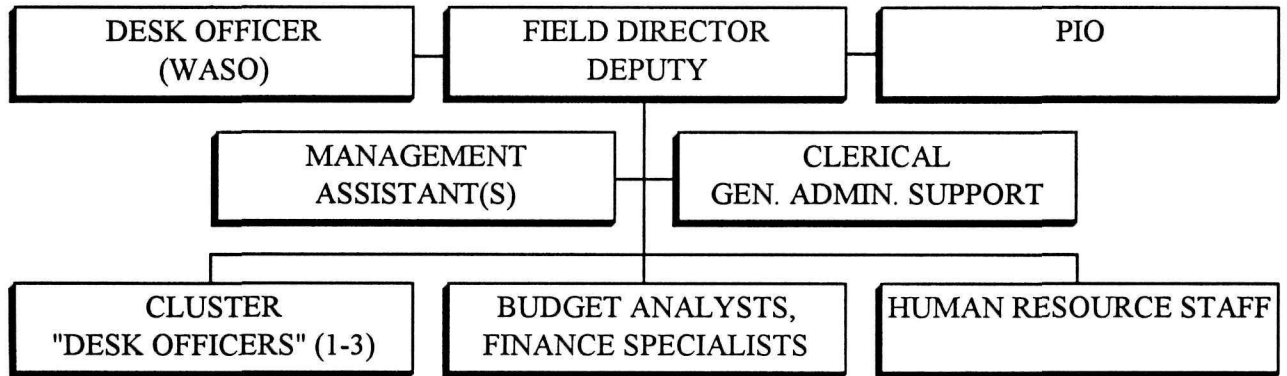 DESK OFFICER
(WASO)
FIELD DIRECTOR
DEPUTY
PIO
MANAGEMENT
ASSISTANT(S)
CLERICAL
GEN. ADMIN. SUPPORT
CLUSTER
"DESK OFFICERS" (1-3)
BUDGET ANALYSTS,
FINANCE SPECIALISTS
HUMAN RESOURCE STAFF